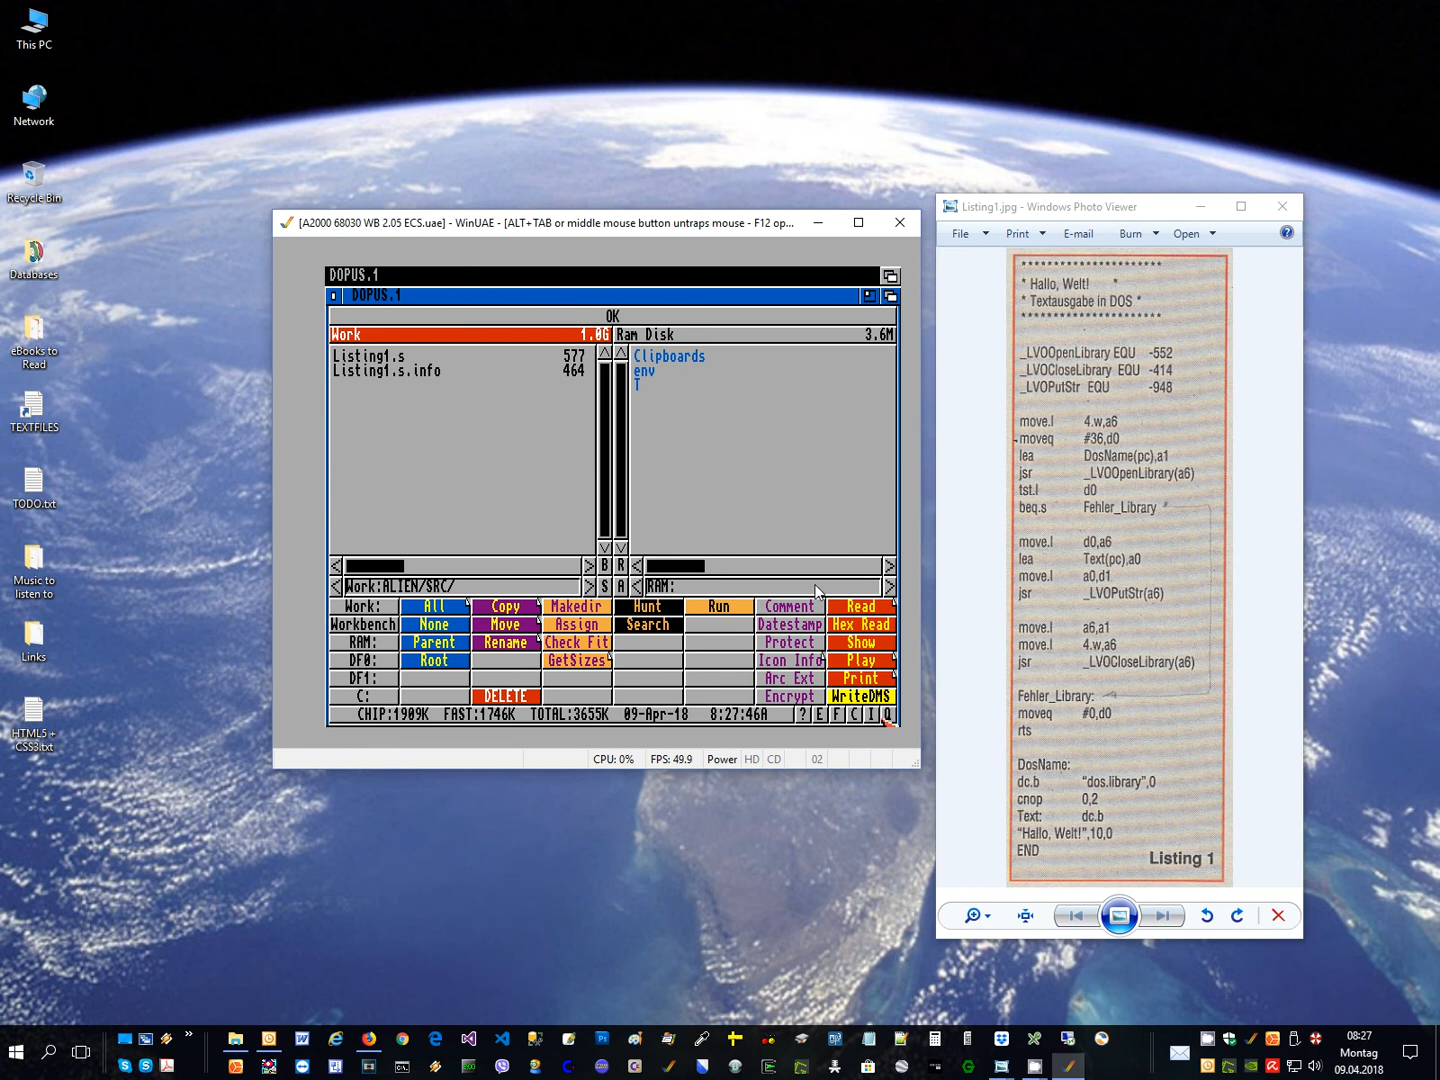 This PC
Network
Recycle Bin
Databases
eBooks to
Read
TEXTFILES
TODO.txt
Music to
listen to
Links
HTML5 +
CSS3.txt
[A2000 68030 WB 2.05 ECS.uae] - WinUAE - [ALT+TAB or middle mouse button untraps mouse - F12 op...
DOPUS.1
DOPUS.1
OK
Work 1.0G Ram Disk 3.6M
Listing1.s 577 Clipboards
Listing1.s.info 464 env
T
B R
Work:ALIEN/SRC/ S A RAM:
Work: All Copy Makedir Hunt Run Comment Read
Workbench None Move Assign Search Datestamp Hex Read
RAM: Parent Rename Check Fit Protect Show
DF0: Root GetSizes Icon Info Play
DF1: Arc Ext Print
C: DELETE Encrypt WriteDMS
CHIP:1909K FAST:1746K TOTAL:3655K 09-Apr-18 8:27:46A ? E F C I Q
CPU: 0% FPS: 49.9 Power HD CD 02
Listing1.jpg - Windows Photo Viewer
File Print E-mail Burn Open
**********************
* Hallo, Welt! *
* Textausgabe in DOS *
**********************
_LVOOpenLibrary EQU -552
_LVOCloseLibrary EQU -414
_LVOPutStr EQU -948
move.l 4.w,a6
moveq #36,d0
lea DosName(pc),a1
jsr _LVOOpenLibrary(a6)
tst.l d0
beq.s Fehler_Library
move.l d0,a6
lea Text(pc),a0
move.l a0,d1
jsr _LVOPutStr(a6)
move.l a6,a1
move.l 4.w,a6
jsr _LVOCloseLibrary(a6)
Fehler_Library:
moveq #0,d0
rts
DosName:
dc.b "dos.library",0
cnop 0,2
Text: dc.b
"Hallo, Welt!",10,0
END
Listing 1
08:27
Montag
09.04.2018